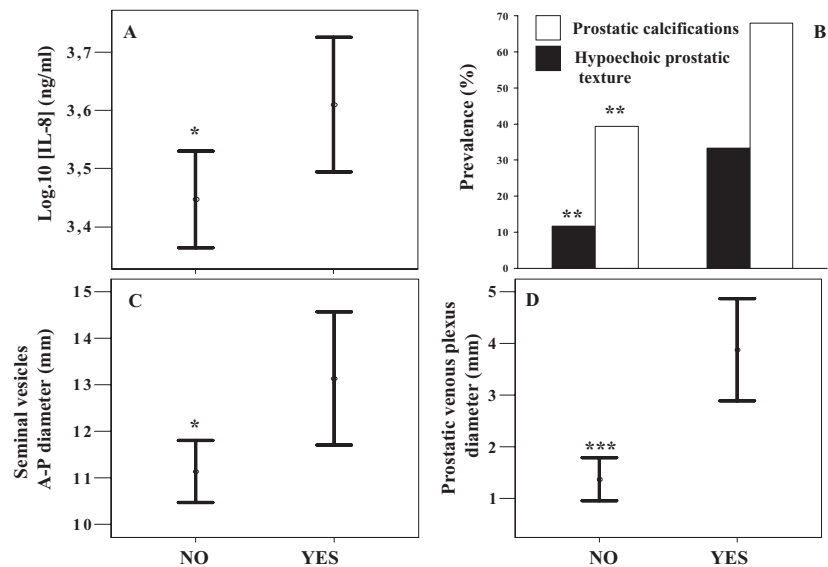 A
Log.10 [IL-8] (ng/ml)
3,7
3,6
3,5
3,4
*
B
Prostatic calcifications
Hypoechoic prostatic
texture
Prevalence (%)
70
60
50
40
30
20
10
0
**
**
C
Seminal vesicles
A-P diameter (mm)
15
14
13
12
11
10
*
NO
YES
D
Prostatic venous plexus
diameter (mm)
5
4
3
2
1
***
NO
YES